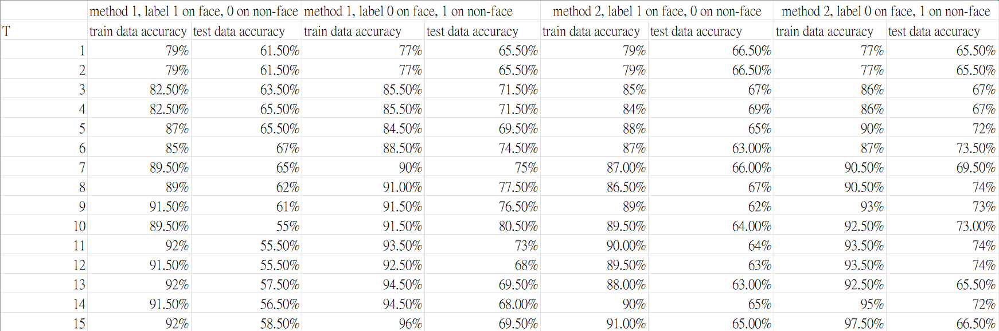 method 1, label 1 on face, 0 on non-face method 1, label 0 on face, 1 on non-face method 2, label 1 on face, 0 on non-face method 2, label 0 on face, 1 on non-face
T train data accuracy test data accuracy train data accuracy test data accuracy train data accuracy test data accuracy train data accuracy test data accuracy
1 79% 61.50% 77% 65.50% 79% 66.50% 77% 65.50%
2 79% 61.50% 77% 65.50% 79% 66.50% 77% 65.50%
3 82.50% 63.50% 85.50% 71.50% 85% 67% 86% 67%
4 82.50% 65.50% 85.50% 71.50% 84% 69% 86% 67%
5 87% 65.50% 84.50% 69.50% 88% 65% 90% 72%
6 85% 67% 88.50% 74.50% 87% 63.00% 87% 73.50%
7 89.50% 65% 90% 75% 87.00% 66.00% 90.50% 69.50%
8 89% 62% 91.00% 77.50% 86.50% 67% 90.50% 74%
9 91.50% 61% 91.50% 76.50% 89% 62% 93% 73%
10 89.50% 55% 91.50% 80.50% 89.50% 64.00% 92.50% 73.00%
11 92% 55.50% 93.50% 73% 90.00% 64% 93.50% 74%
12 91.50% 55.50% 92.50% 68% 89.50% 63% 93.50% 74%
13 92% 57.50% 94.50% 69.50% 88.00% 63.00% 92.50% 65.50%
14 91.50% 56.50% 94.50% 68.00% 90% 65% 95% 72%
15 92% 58.50% 96% 69.50% 91.00% 65.00% 97.50% 66.50%